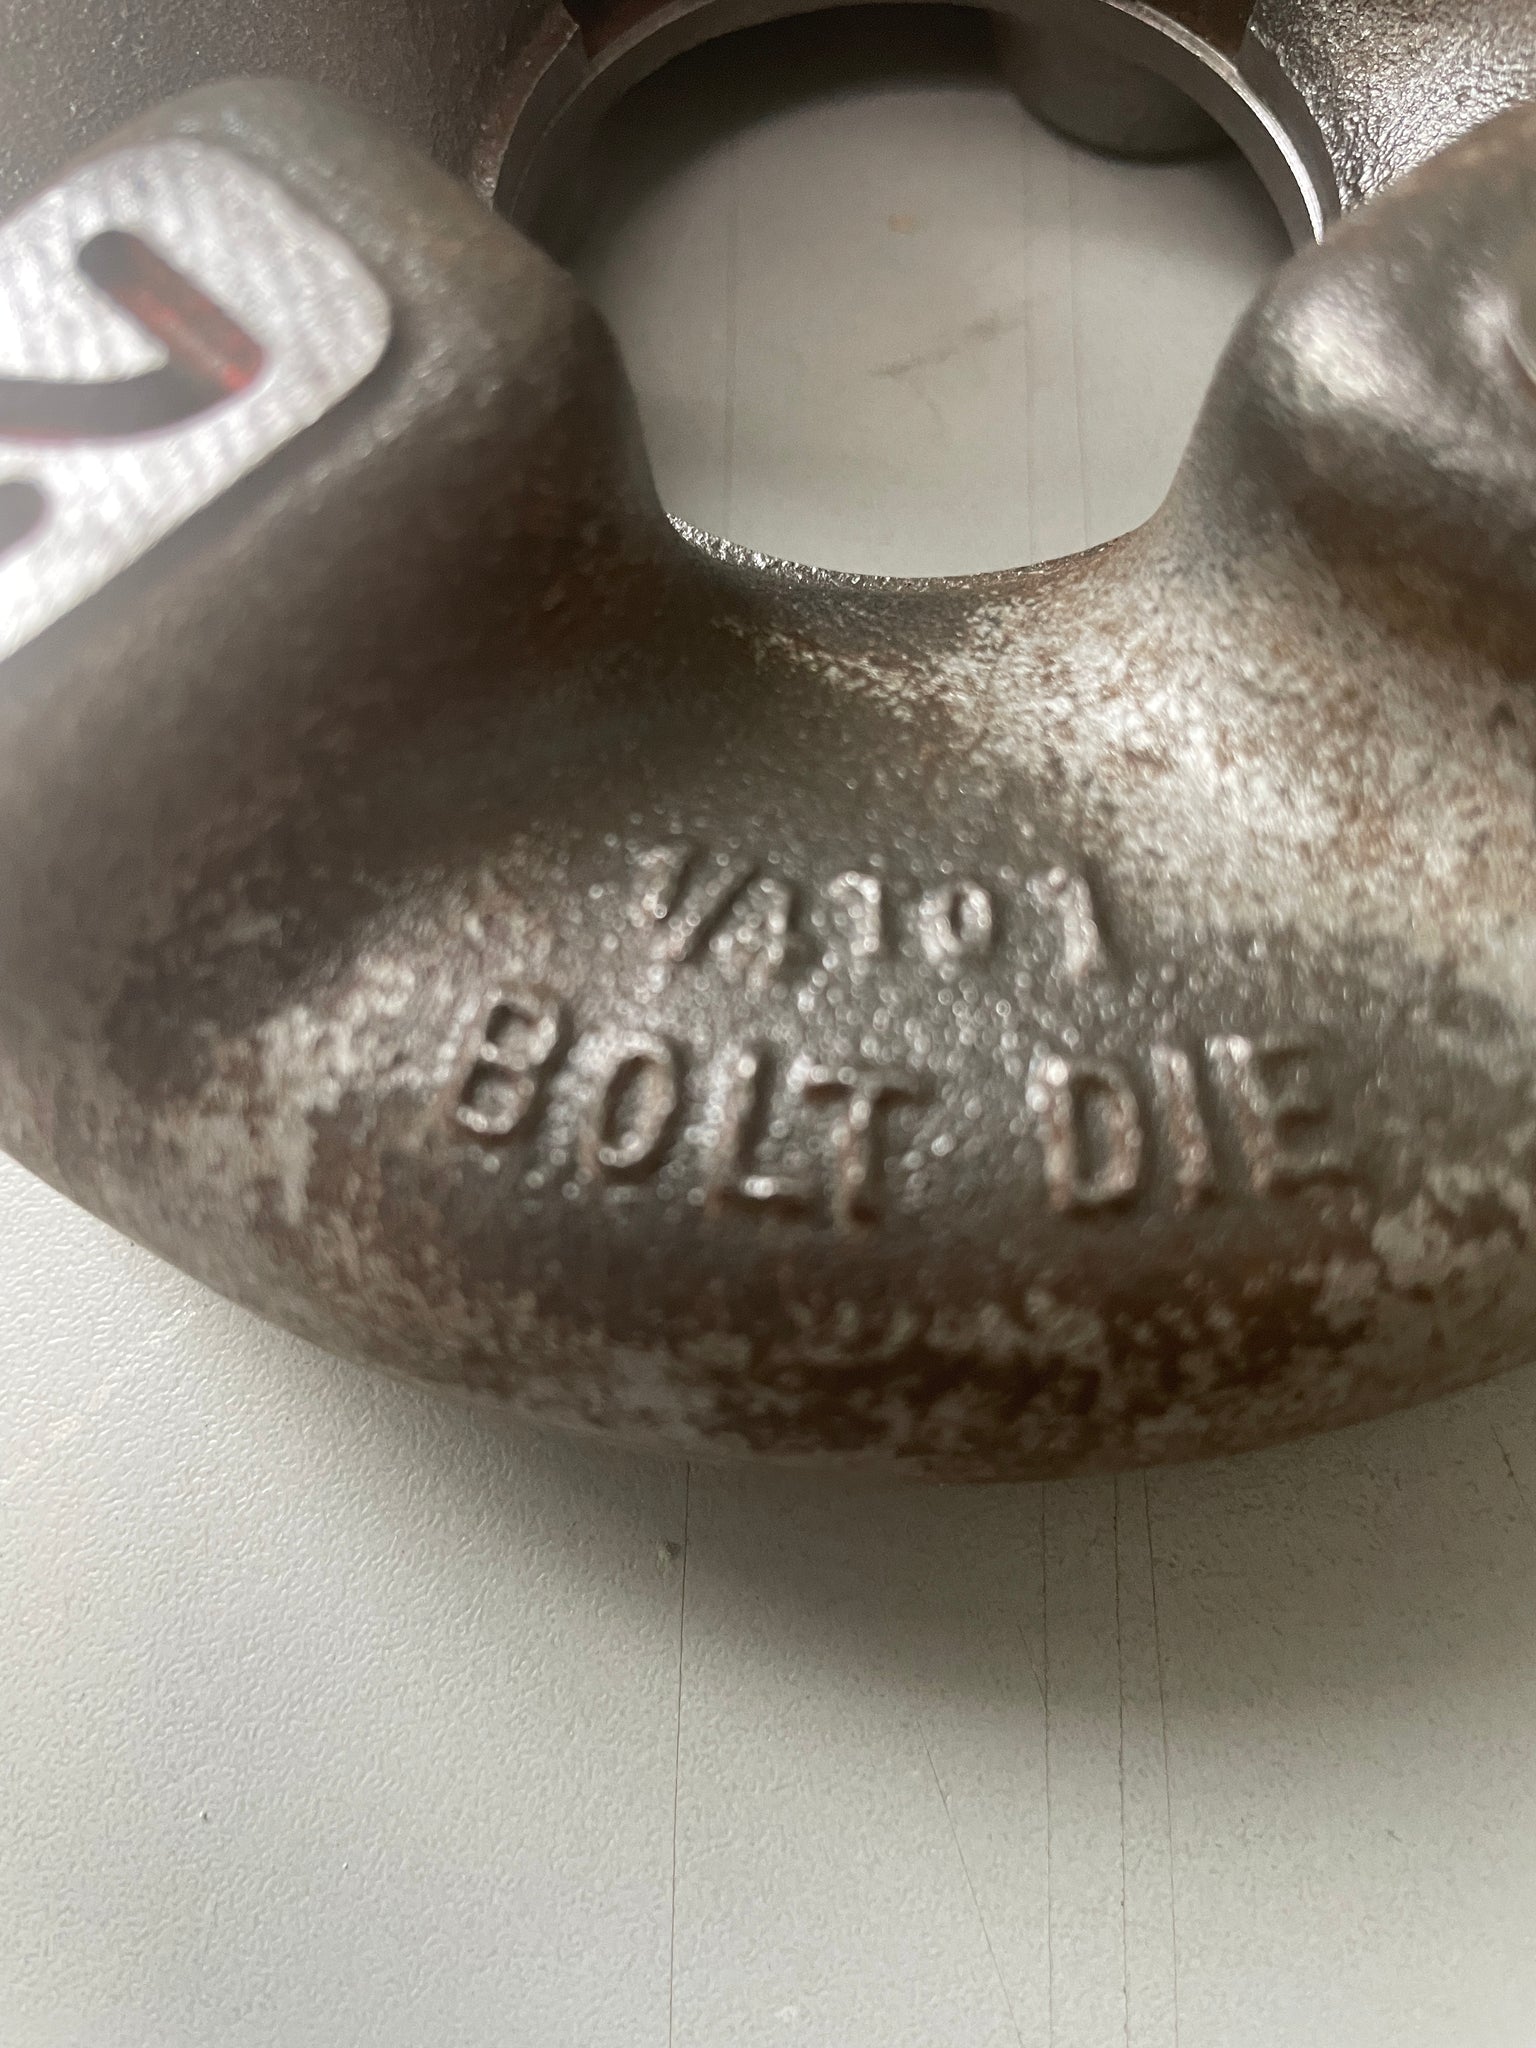 1/4 TO 1
BOLT DIE